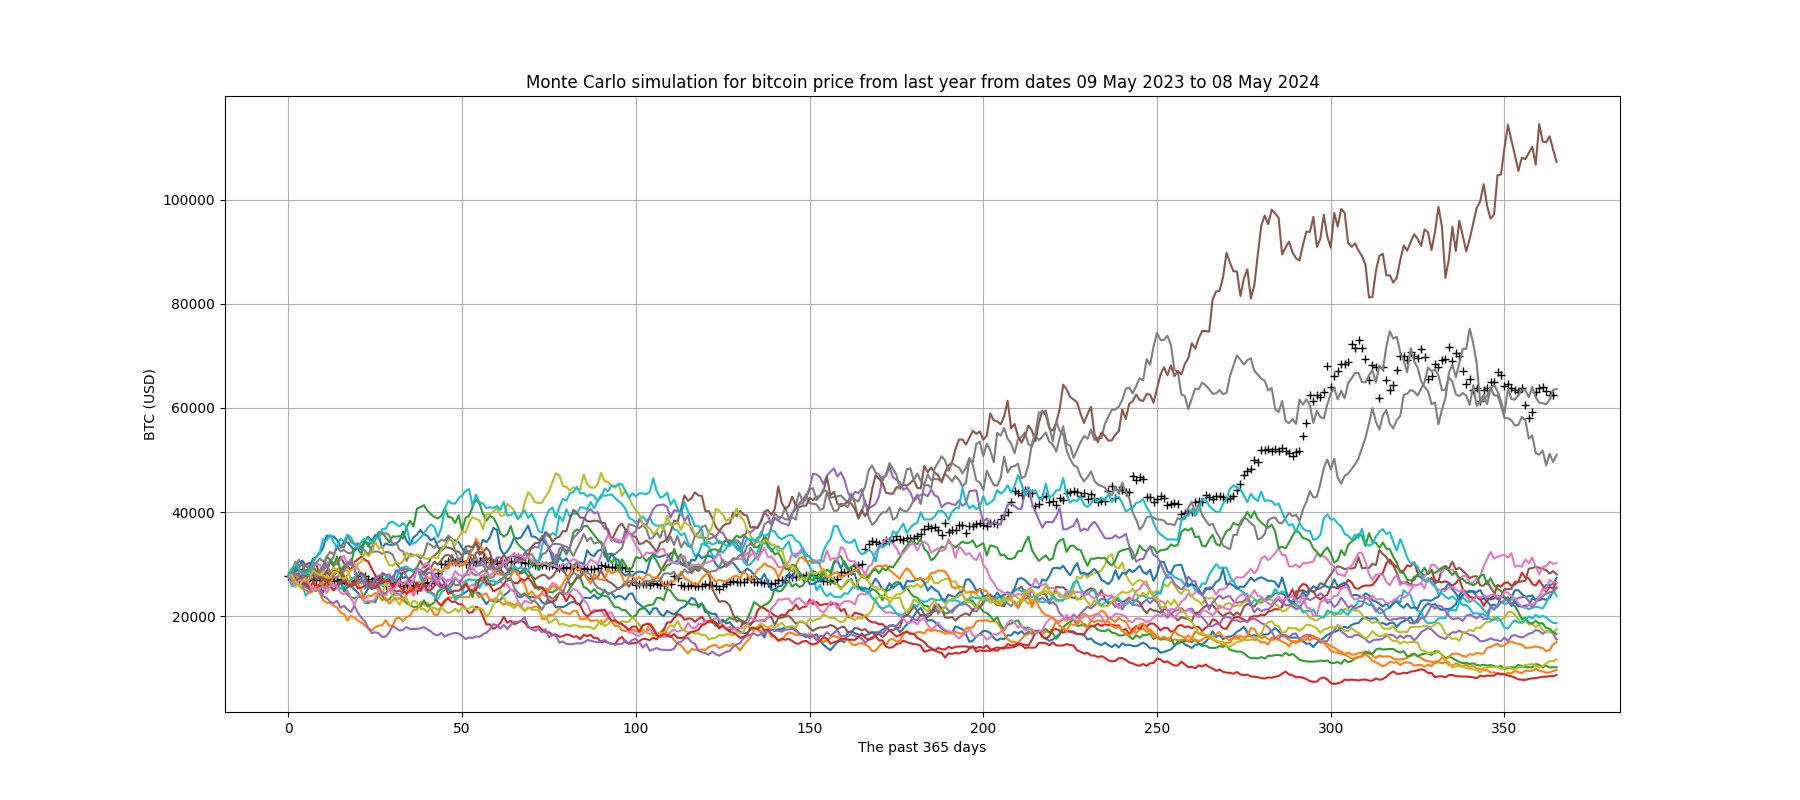 Monte Carlo simulation for bitcoin price from last year from dates 09 May 2023 to 08 May 2024
100000
80000
60000
40000
20000
BTC (USD)
0 50 100 150 200 250 300 350
The past 365 days